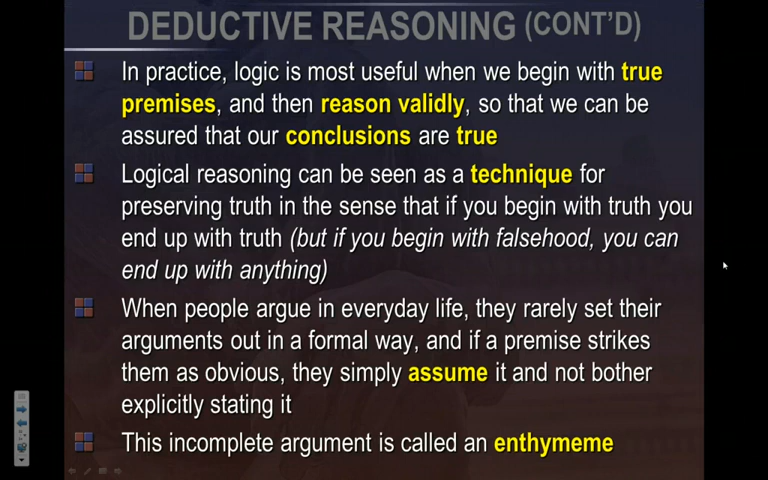 DEDUCTIVE REASONING (CONT'D)
In practice, logic is most useful when we begin with true
premises, and then reason validly, so that we can be
assured that our conclusions are true
Logical reasoning can be seen as a technique for
preserving truth in the sense that if you begin with truth you
end up with truth (but if you begin with falsehood, you can
end up with anything)
When people argue in everyday life, they rarely set their
arguments out in a formal way, and if a premise strikes
them as obvious, they simply assume it and not bother
explicitly stating it
This incomplete argument is called an enthymeme